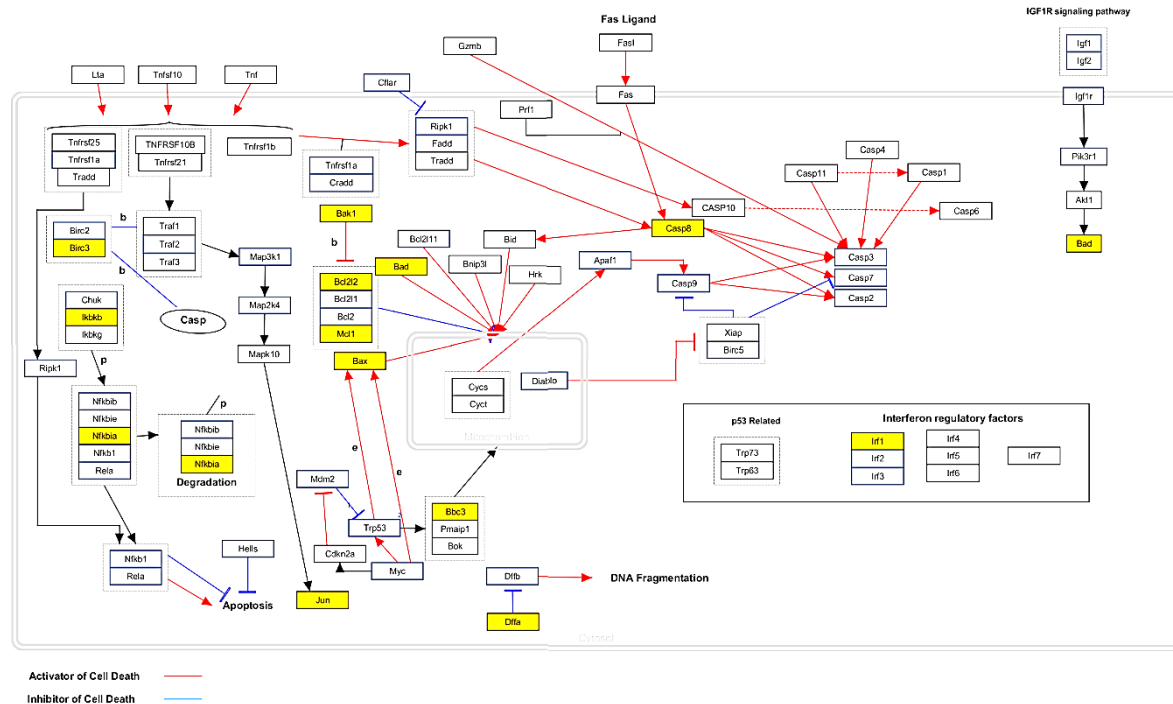 Fas Ligand
IGF1R signaling pathway
Gzmb
Fasl
Igf1
Igf2
Lta
Tnfsf10
Tnf
Cflar
Fas
Igf1r
Prf1
Tnfrsf25
Tnfrsf1a
Tradd
TNFRSF10B
Tnfrsf21
Tnfrsf1b
Ripk1
Fadd
Tradd
Tnfrsf1a
Cradd
Casp4
Casp11
Casp1
Pik3r1
Akt1
Bad
CASP10
Casp6
Bak1
b
Casp8
Birc2
Birc3
b
b
Traf1
Traf2
Traf3
Map3k1
Bcl2l11
Bid
Bnip3l
Hrk
Bad
Apaf1
Casp9
Casp3
Casp7
Casp2
Bcl2l2
Bcl2l1
Bcl2
Mcl1
Map2k4
Casp
Chuk
Ikbkb
Ikbkg
p
Xiap
Birc5
Mapk10
Ripk1
Bax
Cycs
Cyct
Diablo
Mitochondrion
Nfkbib
Nfkbie
Nfkbia
Nfkb1
Rela
p
Nfkbib
Nfkbie
Nfkbia
Degradation
e
e
p53 Related
Trp73
Trp63
Interferon regulatory factors
Irf1
Irf2
Irf3
Irf4
Irf5
Irf6
Irf7
Mdm2
Trp53
Bbc3
Pmaip1
Bok
Cdkn2a
Myc
Nfkb1
Rela
Hells
Apoptosis
Jun
Dffb
DNA Fragmentation
Dffa
Cytosol
Activator of Cell Death
Inhibitor of Cell Death